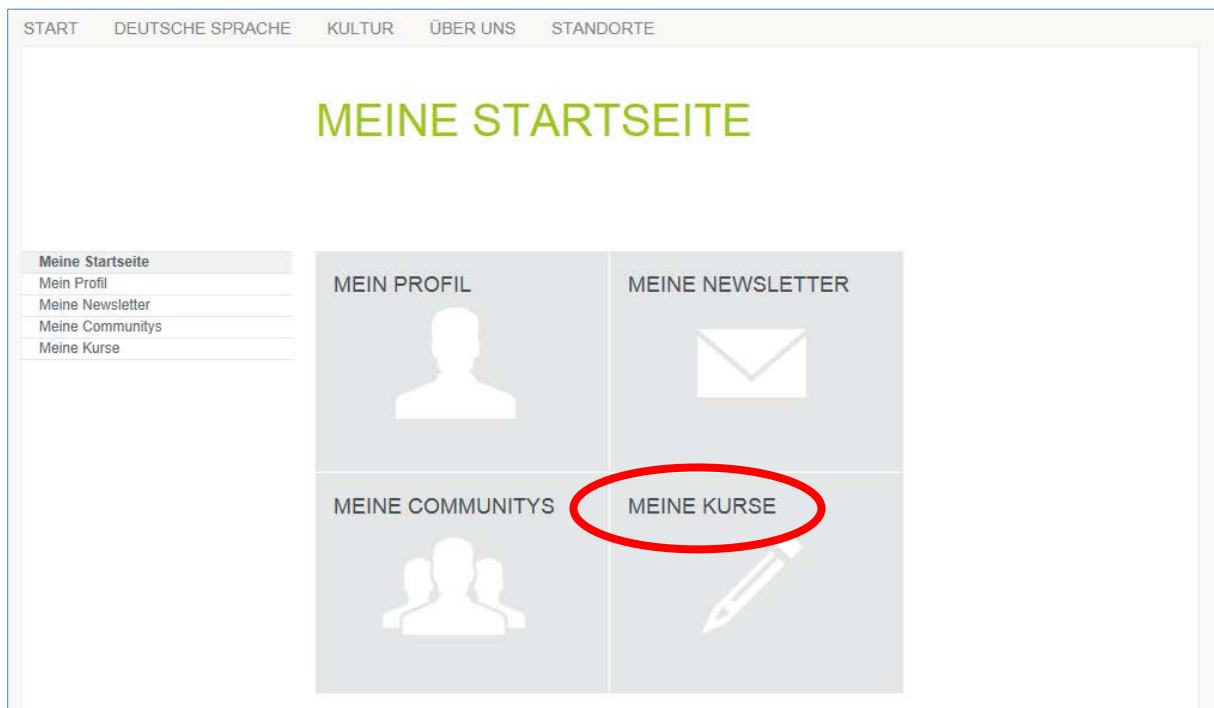 START DEUTSCHE SPRACHE KULTUR ÜBER UNS STANDORTE
MEINE STARTSEITE
Meine Startseite
Mein Profil
Meine Newsletter
Meine Communitys
Meine Kurse
MEIN PROFIL
MEINE NEWSLETTER
MEINE COMMUNITYS
MEINE KURSE